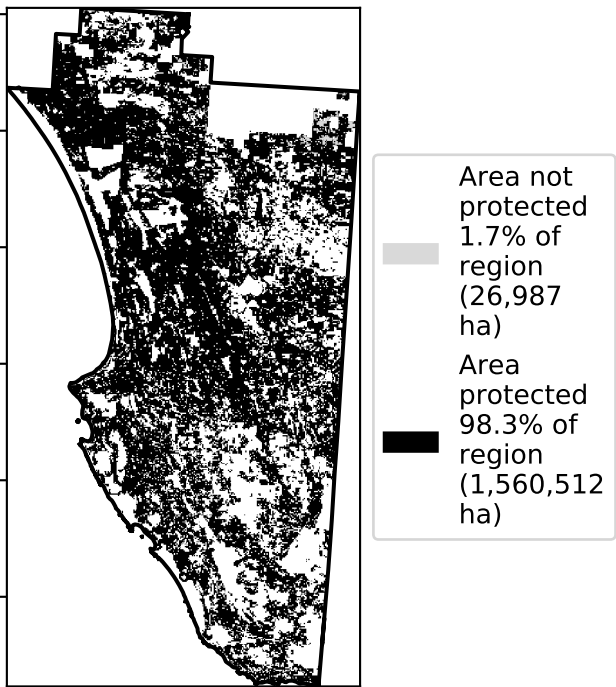 Area not
protected
1.7% of
region
(26,987
ha)
Area
protected
98.3% of
region
(1,560,512
ha)